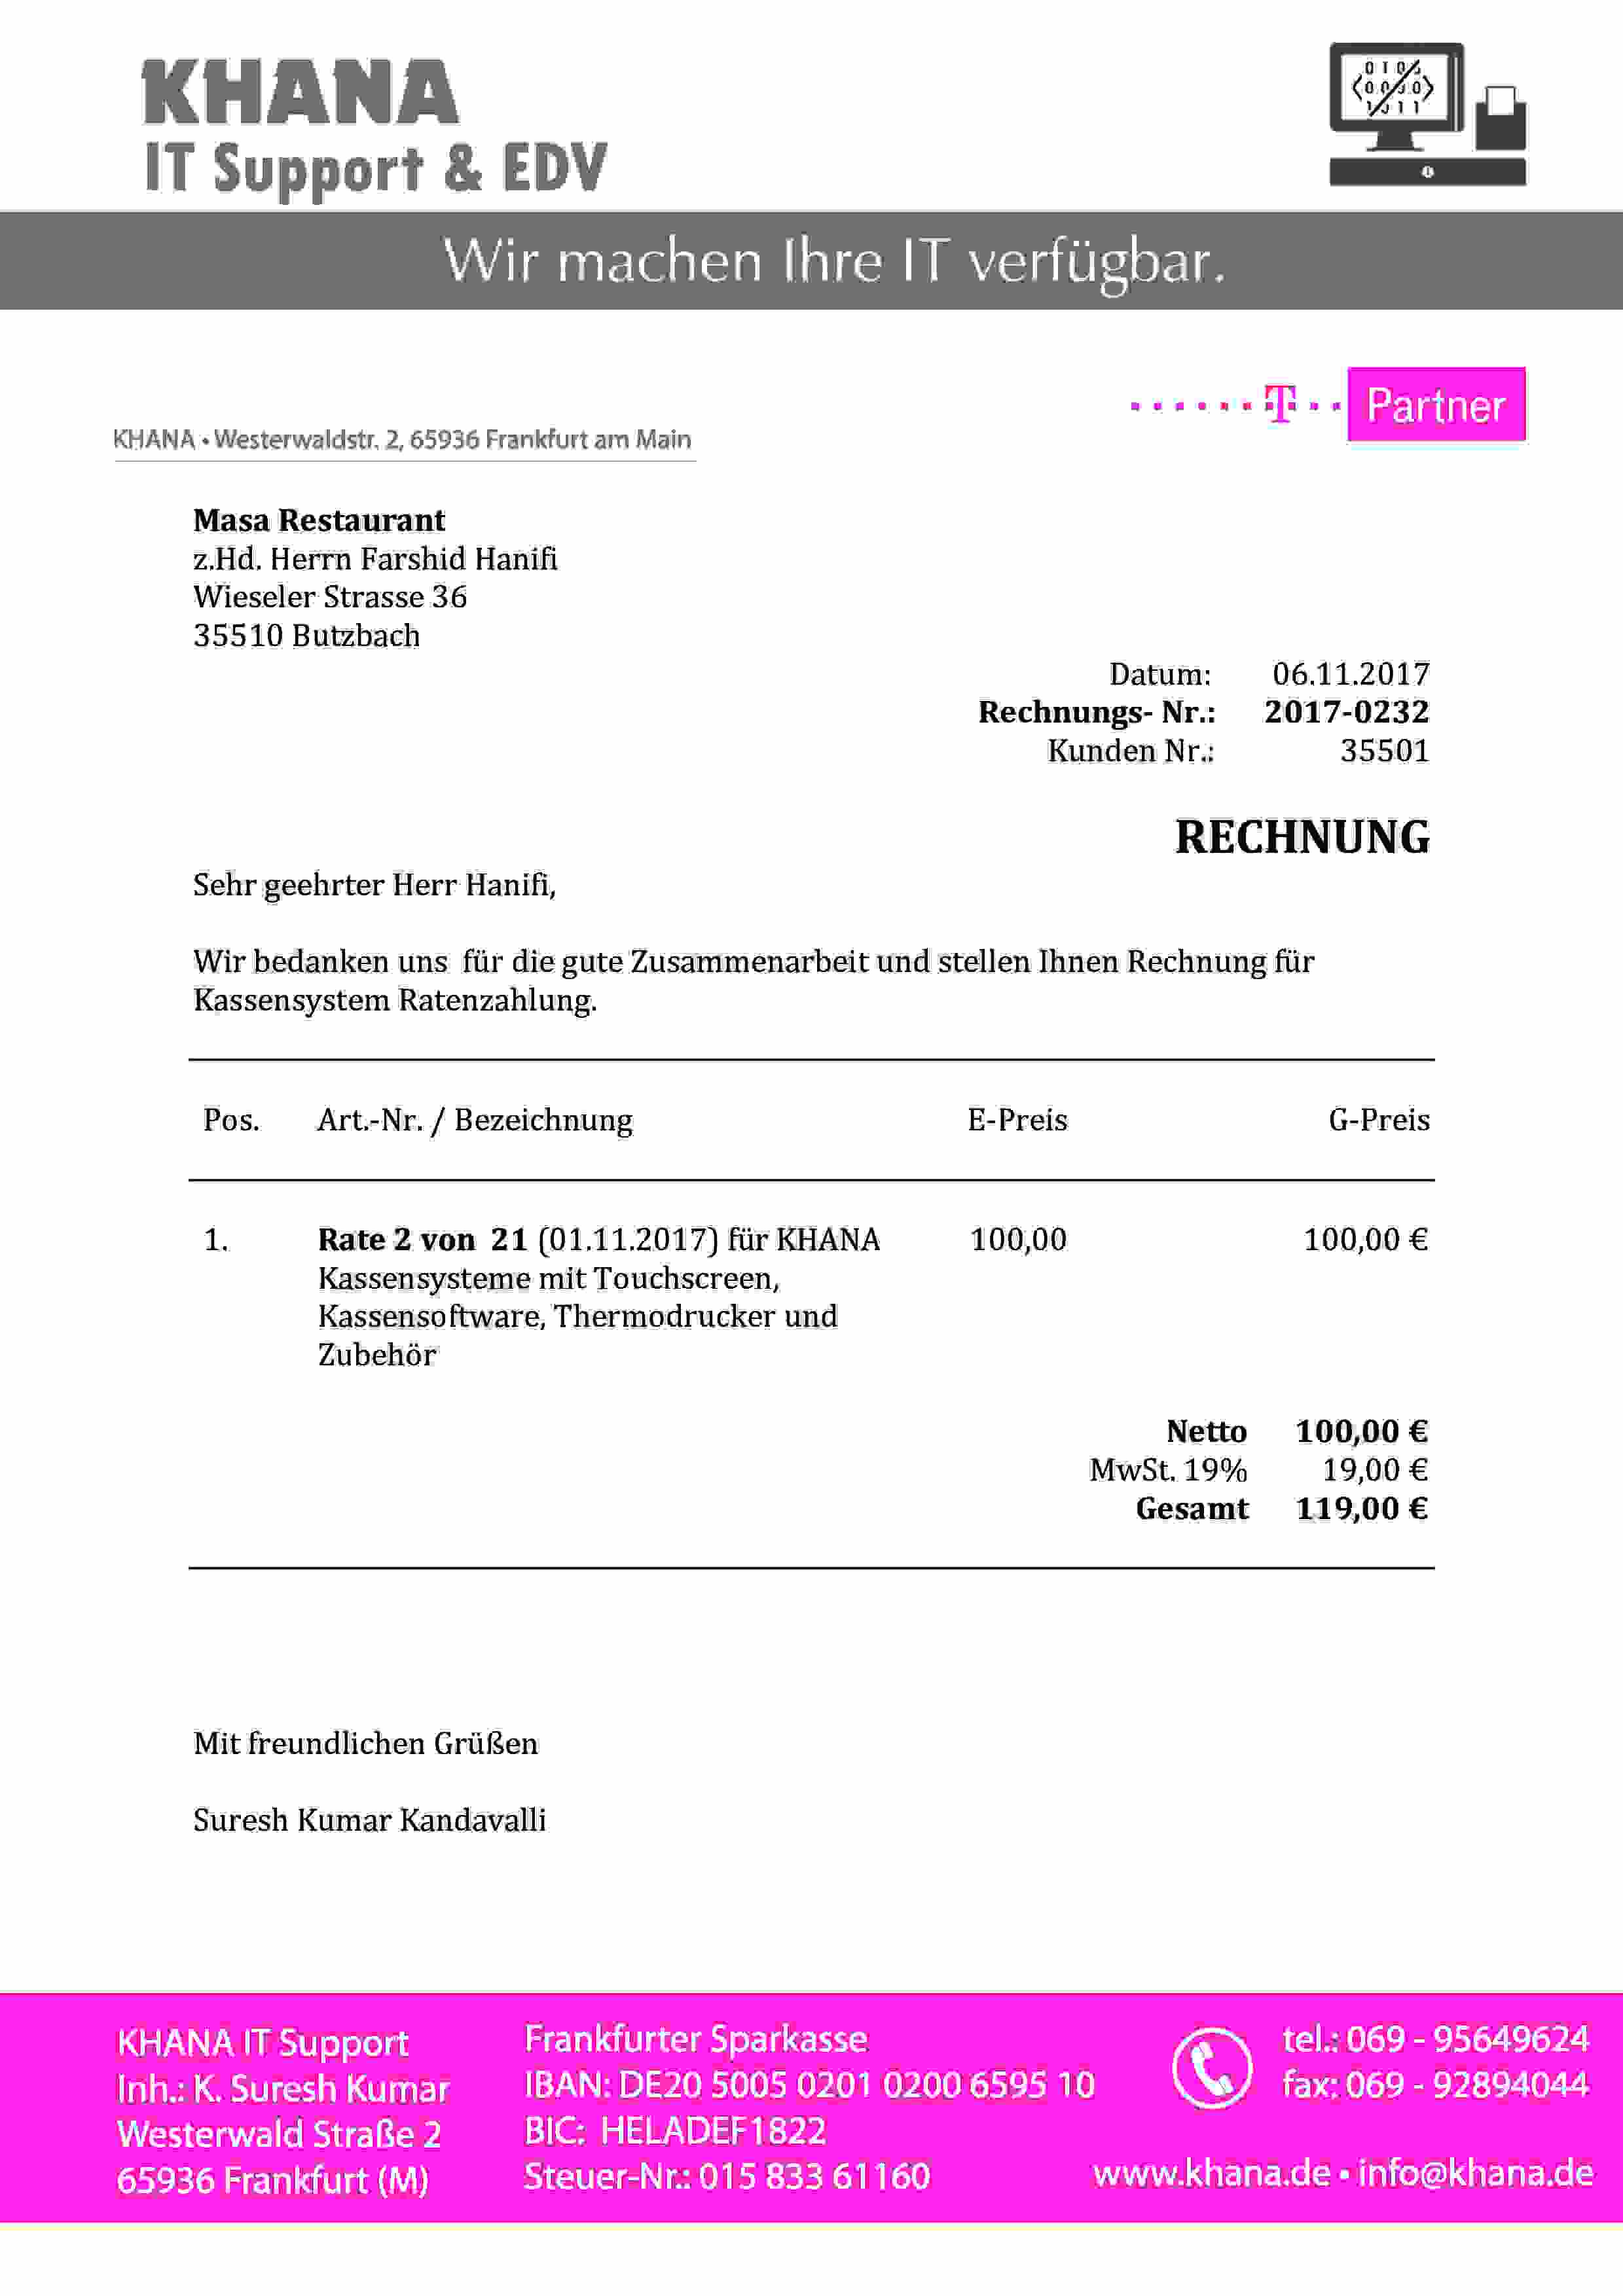 KHANA
IT Support & EDV
Wir machen Ihre IT verfügbar.
T Partner
KHANA • Westerwaldstr. 2, 65936 Frankfurt am Main
Masa Restaurant
z.Hd. Herrn Farshid Hanifi
Wieseler Strasse 36
35510 Butzbach
Datum: 06.11.2017
Rechnungs- Nr.: 2017-0232
Kunden Nr.: 35501
RECHNUNG
Sehr geehrter Herr Hanifi,
Wir bedanken uns für die gute Zusammenarbeit und stellen Ihnen Rechnung für
Kassensystem Ratenzahlung.
Pos. Art.-Nr. / Bezeichnung E-Preis G-Preis
1. Rate 2 von 21 (01.11.2017) für KHANA 100,00 100,00 €
Kassensysteme mit Touchscreen,
Kassensoftware, Thermodrucker und
Zubehör
Netto 100,00 €
MwSt. 19% 19,00 €
Gesamt 119,00 €
Mit freundlichen Grüßen
Suresh Kumar Kandavalli
KHANA IT Support
Inh.: K. Suresh Kumar
Westerwald Straße 2
65936 Frankfurt (M)
Frankfurter Sparkasse
IBAN: DE20 5005 0201 0200 6595 10
BIC: HELADEF1822
Steuer-Nr.: 015 833 61160
tel.: 069 - 95649624
fax: 069 - 92894044
www.khana.de • info@khana.de